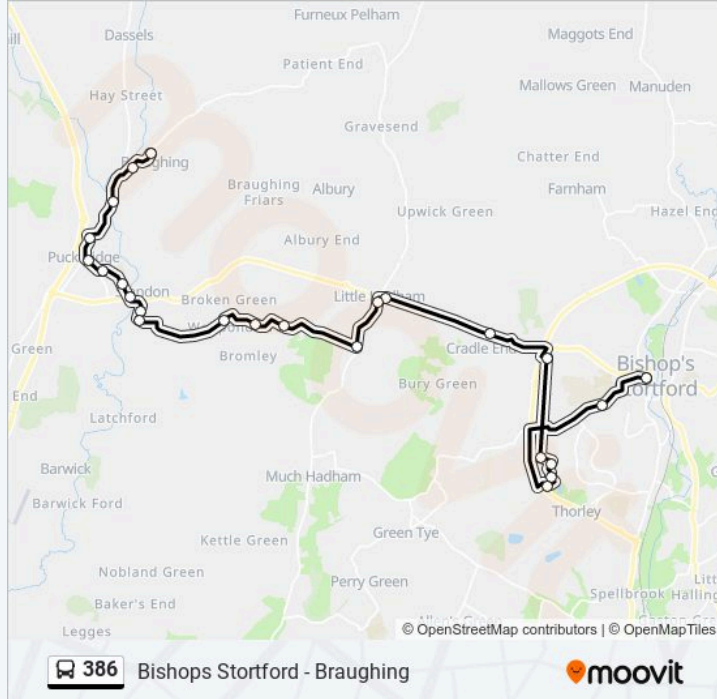 Furneux Pelham
Dassels
Maggots End
Patient End
Hay Street
Mallows Green
Manuden
Gravesend
Chatter End
Braughing
Friars
Albury
Farnham
Upwick Green
Hazel End
Albury End
Broken Green
Green
Bromley
Cradle End
Bishop's
Bury Green
End
Latchford
Barwick
Much Hadham
Barwick Ford
Thorley
Green Tye
Kettle Green
Nobland Green
Perry Green
Baker's End
Spellbrook
Legges
© OpenStreetMap contributors | © OpenMapTiles
386 Bishops Stortford - Braughing
moovit